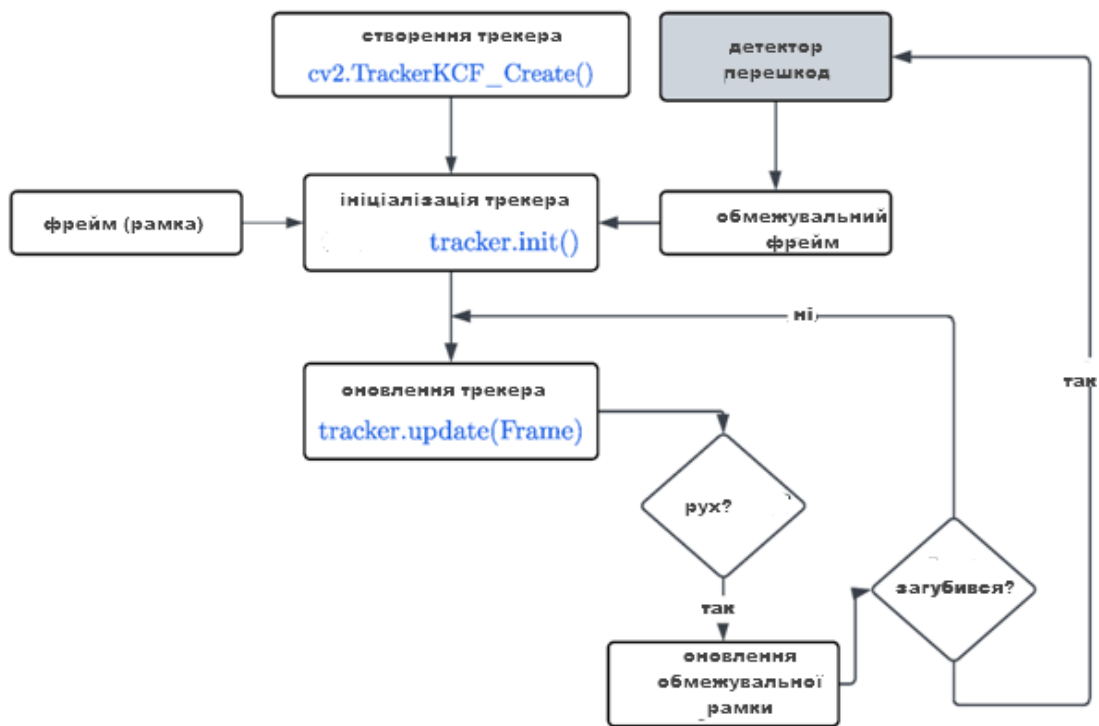 створення трекера
cv2.TrackerKCF_Create()
детектор
перешкод
ініціалізація трекера
tracker.init()
фрейм (рамка)
обмежувальний
фрейм
ні
так
оновлення трекера
tracker.update(Frame)
рух?
загубився?
так
оновлення
обмежувальної
рамки